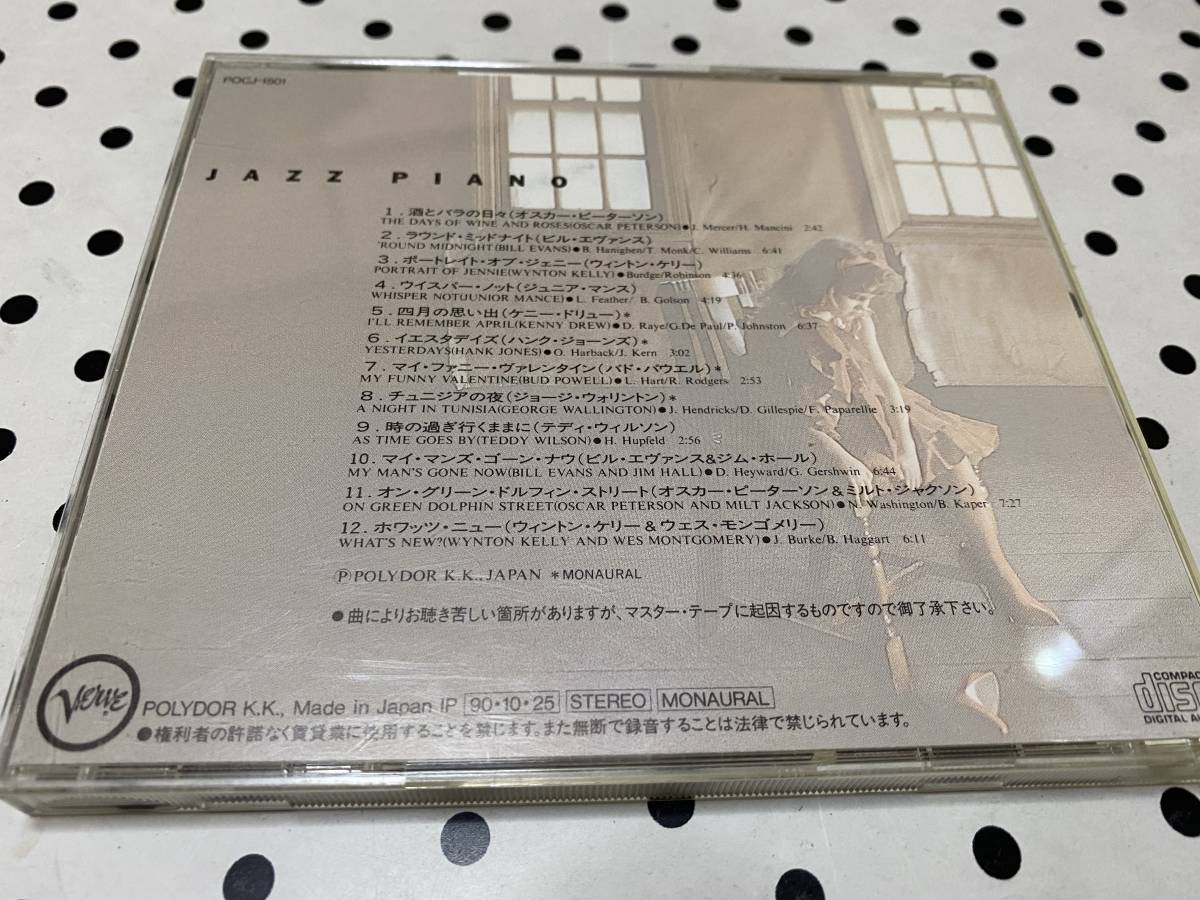 POCJ-1501
JAZZ PIANO
1．酒とバラの日々(オスカー・ピーターソン)
THE DAYS OF WINE AND ROSES(OSCAR PETERSON)●J. Mercer/H. Mancini 2:42
2．ラウンド・ミッドナイト(ビル・エヴァンス)
'ROUND MIDNIGHT(BILL EVANS)●B. Hanighen/T. Monk/C. Williams 6:41
3．ポートレイト・オブ・ジェニー(ウィントン・ケリー)
PORTRAIT OF JENNIE(WYNTON KELLY)●Burdge/Robinson 4:36
4．ウイスパー・ノット(ジュニア・マンス)
WHISPER NOT(JUNIOR MANCE)●L. Feather/ B. Golson 4:19
5．四月の思い出(ケニー・ドリュー)＊
I'LL REMEMBER APRIL(KENNY DREW)●D. Raye/G.De Paul/P. Johnston 6:37
6．イエスタデイズ(ハンク・ジョーンズ)＊
YESTERDAYS(HANK JONES)●O. Harback/J. Kern 3:02
7．マイ・ファニー・ヴァレンタイン(バド・パウエル)＊
MY FUNNY VALENTINE(BUD POWELL)●L. Hart/R. Rodgers 2:53
8．チュニジアの夜(ジョージ・ウォリントン)＊
A NIGHT IN TUNISIA(GEORGE WALLINGTON)●J. Hendricks/D. Gillespie/F. Paparellie 3:19
9．時の過ぎ行くままに(テディ・ウィルソン)
AS TIME GOES BY(TEDDY WILSON)●H. Hupfeld 2:56
10．マイ・マンズ・ゴーン・ナウ(ビル・エヴァンス&ジム・ホール)
MY MAN'S GONE NOW(BILL EVANS AND JIM HALL)●D. Heyward/G. Gershwin 6:44
11．オン・グリーン・ドルフィン・ストリート(オスカー・ピーターソン&ミルト・ジャクソン)
ON GREEN DOLPHIN STREET(OSCAR PETERSON AND MILT JACKSON)●N. Washington/B. Kaper 7:27
12．ホワッツ・ニュー(ウィントン・ケリー&ウェス・モンゴメリー)
WHAT'S NEW?(WYNTON KELLY AND WES MONTGOMERY)●J. Burke/B. Haggart 6:11
ⓅPOLYDOR K.K., JAPAN ＊MONAURAL
●曲によりお聴き苦しい箇所がありますが、マスター・テープに起因するものですので御了承下さい。
VERVE
POLYDOR K.K., Made in Japan IP 90・10・25 STEREO MONAURAL
COMPACT
disc
DIGITAL AU
●権利者の許諾なく賃貸業に使用することを禁じます。また無断で録音することは法律で禁じられています。